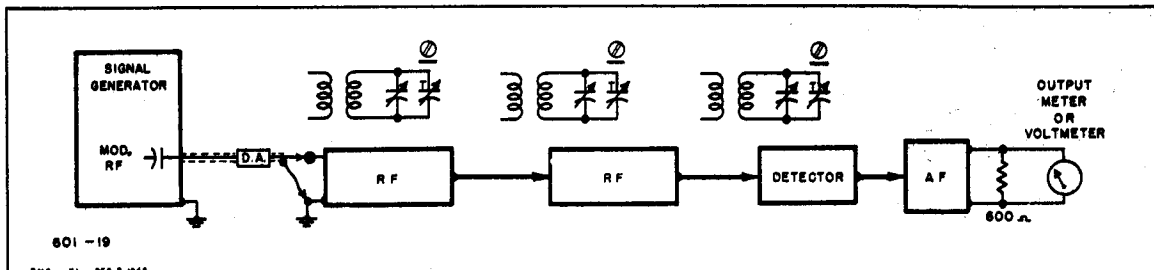 SIGNAL
GENERATOR
MOD.
RF
D.A.
T
T
T
RF
RF
DETECTOR
AF
OUTPUT
METER
OR
VOLTMETER
600 Ω
601-19